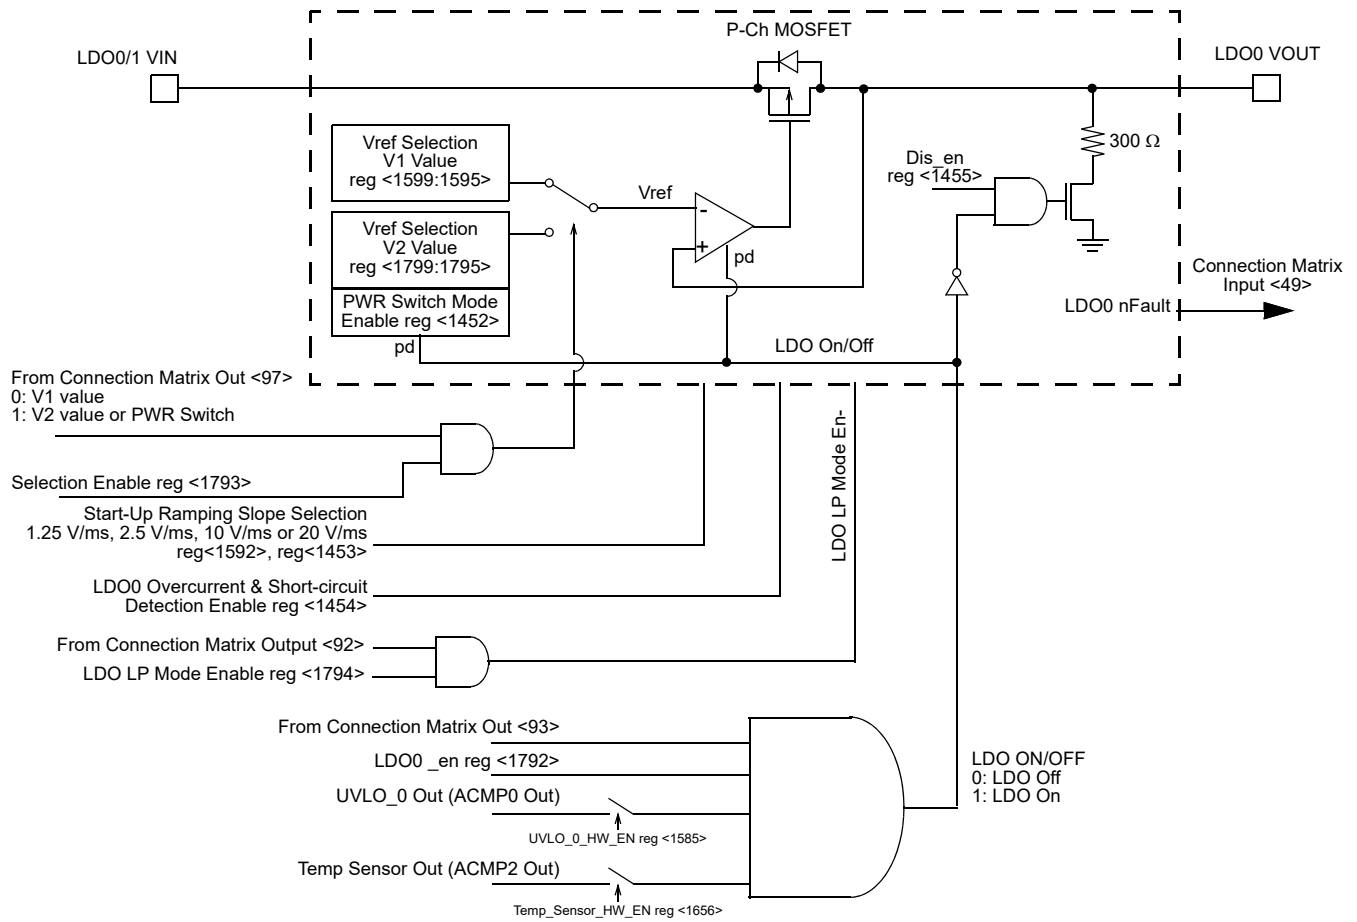 P-Ch MOSFET
LDO0/1 VIN
LDO0 VOUT
Vref Selection
V1 Value
reg <1599:1595>
300 Ω
Dis_en
reg <1455>
Vref
-
+
pd
Vref Selection
V2 Value
reg <1799:1795>
PWR Switch Mode
Enable reg <1452>
pd
LDO On/Off
Connection Matrix
Input <49>
LDO0 nFault
From Connection Matrix Out <97>
0: V1 value
1: V2 value or PWR Switch
Selection Enable reg <1793>
Start-Up Ramping Slope Selection
1.25 V/ms, 2.5 V/ms, 10 V/ms or 20 V/ms
reg<1592>, reg<1453>
LDO LP Mode En-
LDO0 Overcurrent & Short-circuit
Detection Enable reg <1454>
From Connection Matrix Output <92>
LDO LP Mode Enable reg <1794>
From Connection Matrix Out <93>
LDO0 _en reg <1792>
UVLO_0 Out (ACMP0 Out)
UVLO_0_HW_EN reg <1585>
Temp Sensor Out (ACMP2 Out)
Temp_Sensor_HW_EN reg <1656>
LDO ON/OFF
0: LDO Off
1: LDO On